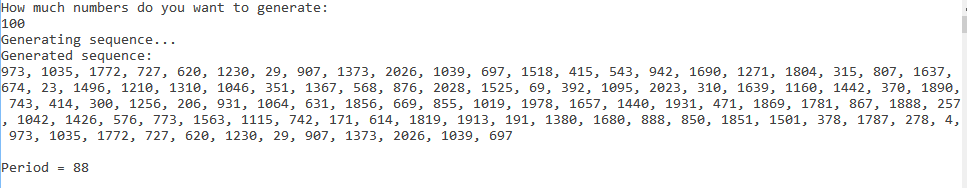 How much numbers do you want to generate:
100
Generating sequence...
Generated sequence:
973, 1035, 1772, 727, 620, 1230, 29, 907, 1373, 2026, 1039, 697, 1518, 415, 543, 942, 1690, 1271, 1804, 315, 807, 1637,
674, 23, 1496, 1210, 1310, 1046, 351, 1367, 568, 876, 2028, 1525, 69, 392, 1095, 2023, 310, 1639, 1160, 1442, 370, 1890,
743, 414, 300, 1256, 206, 931, 1064, 631, 1856, 669, 855, 1019, 1978, 1657, 1440, 1931, 471, 1869, 1781, 867, 1888, 257
, 1042, 1426, 576, 773, 1563, 1115, 742, 171, 614, 1819, 1913, 191, 1380, 1680, 888, 850, 1851, 1501, 378, 1787, 278, 4,
973, 1035, 1772, 727, 620, 1230, 29, 907, 1373, 2026, 1039, 697
Period = 88